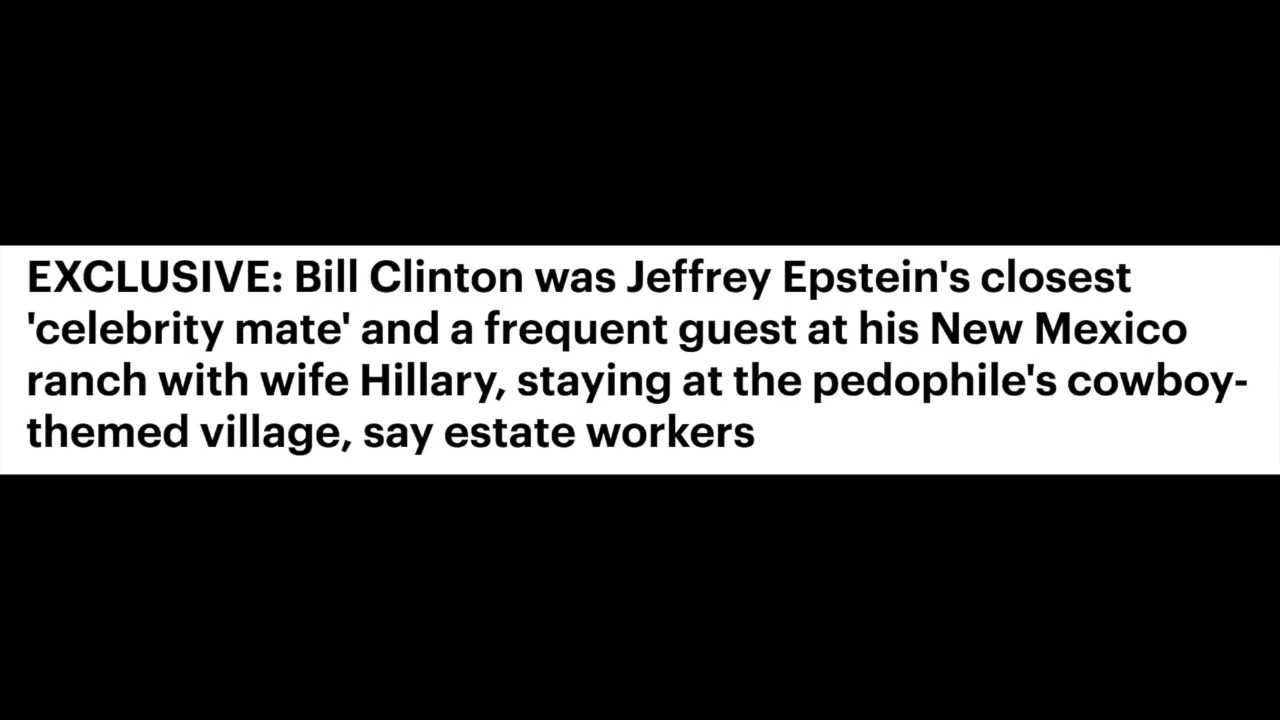 EXCLUSIVE: Bill Clinton was Jeffrey Epstein's closest
'celebrity mate' and a frequent guest at his New Mexico
ranch with wife Hillary, staying at the pedophile's cowboy-
themed village, say estate workers